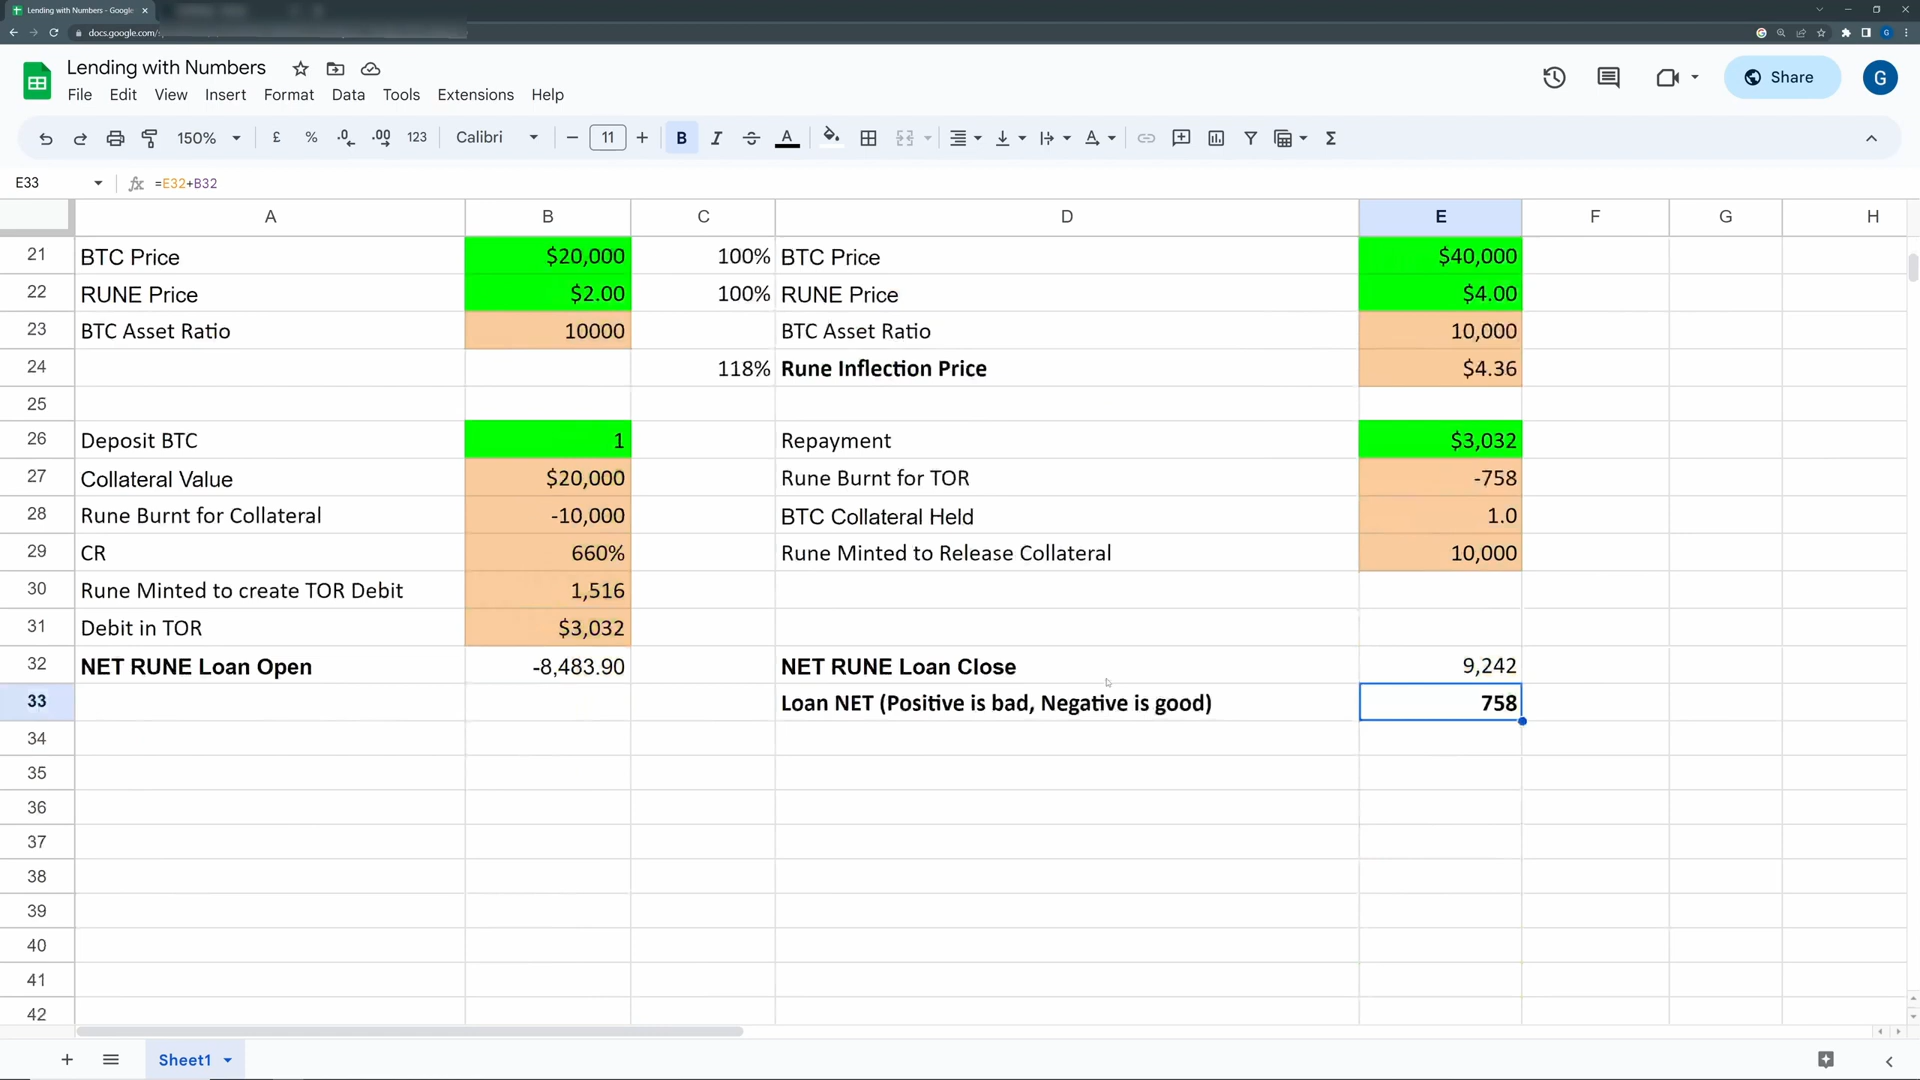 Lending with Numbers - Google
docs.google.com/
Lending with Numbers
File Edit View Insert Format Data Tools Extensions Help
Share
G
150% £ % .0 .00 123 Calibri 11 B I A Σ
E33 fx =E32+B32
A B C D E F G H
21 BTC Price $20,000 100% BTC Price $40,000
22 RUNE Price $2.00 100% RUNE Price $4.00
23 BTC Asset Ratio 10000 BTC Asset Ratio 10,000
24 118% Rune Inflection Price $4.36
25
26 Deposit BTC 1 Repayment $3,032
27 Collateral Value $20,000 Rune Burnt for TOR -758
28 Rune Burnt for Collateral -10,000 BTC Collateral Held 1.0
29 CR 660% Rune Minted to Release Collateral 10,000
30 Rune Minted to create TOR Debit 1,516
31 Debit in TOR $3,032
32 NET RUNE Loan Open -8,483.90 NET RUNE Loan Close 9,242
33 Loan NET (Positive is bad, Negative is good) 758
34
35
36
37
38
39
40
41
42
Sheet1